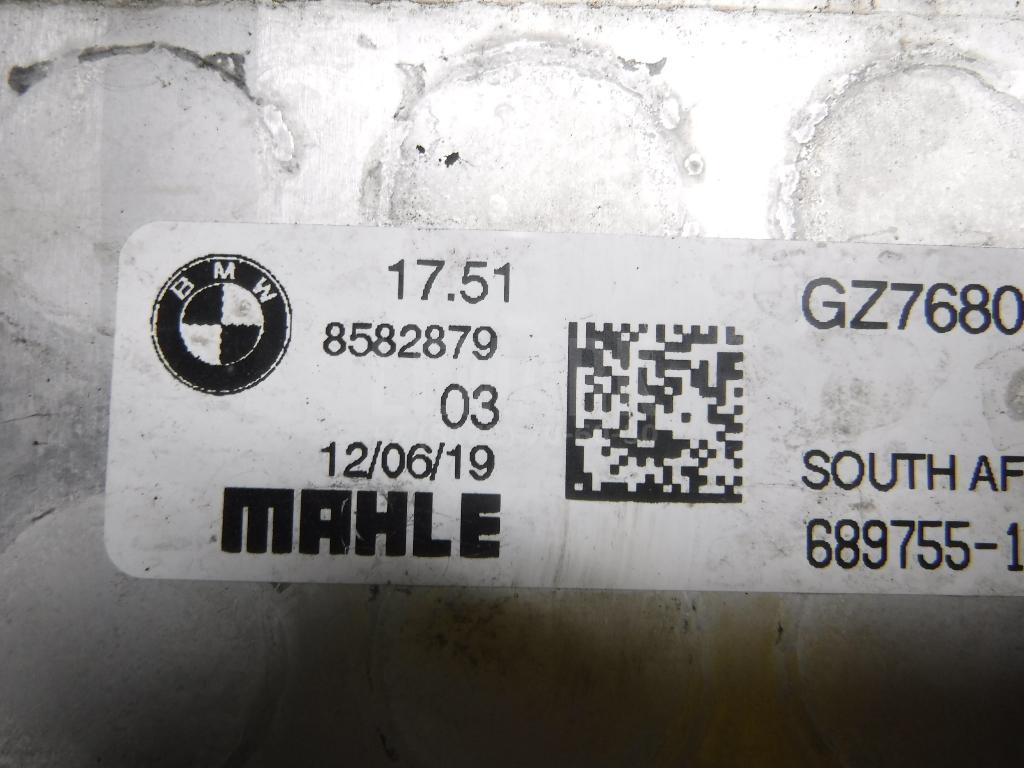 BMW
17.51
8582879
03
12/06/19
MAHLE
GZ7680
SOUTH AF
689755-1